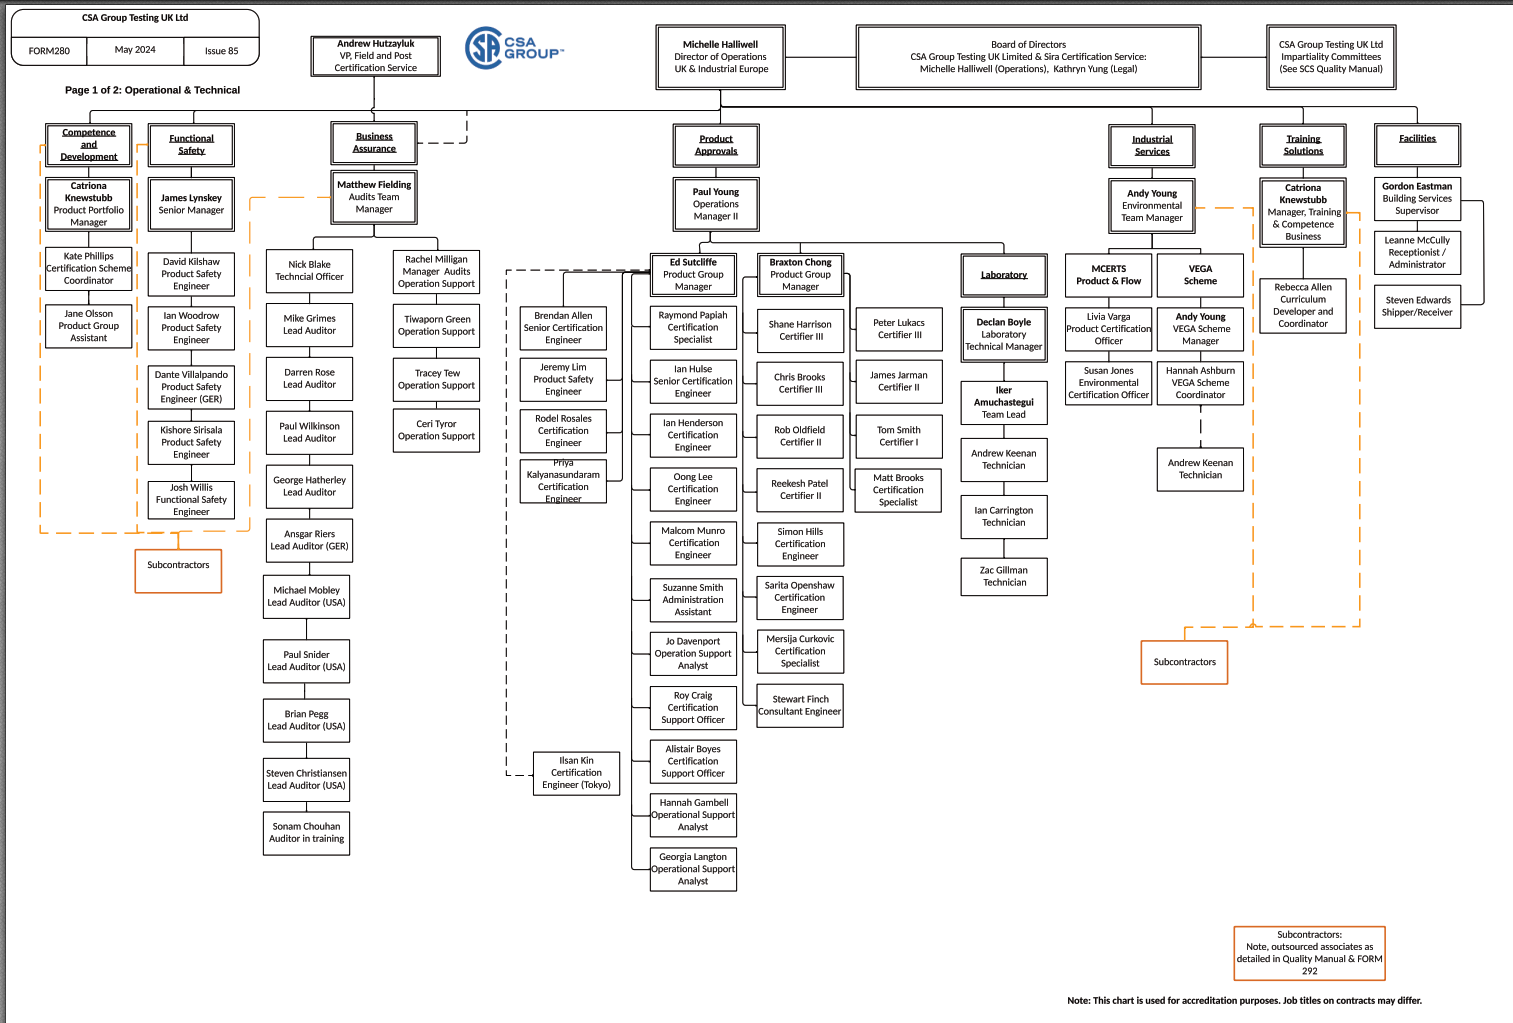 CSA Group Testing UK Ltd
FORM280
May 2024
Issue 85
Page 1 of 2: Operational & Technical
Andrew Hutzayluk
VP, Field and Post
Certification Service
CSA
GROUP™
Michelle Halliwell
Director of Operations
UK & Industrial Europe
Board of Directors
CSA Group Testing UK Limited & Sira Certification Service:
Michelle Halliwell (Operations), Kathryn Yung (Legal)
CSA Group Testing UK Ltd
Impartiality Committees
(See SCS Quality Manual)
Competence
and
Development
Catriona
Knewstubb
Product Portfolio
Manager
Kate Phillips
Certification Scheme
Coordinator
Jane Olsson
Product Group
Assistant
Functional
Safety
James Lynskey
Senior Manager
David Kilshaw
Product Safety
Engineer
Ian Woodrow
Product Safety
Engineer
Dante Villalpando
Product Safety
Engineer (GER)
Kishore Sirisala
Product Safety
Engineer
Josh Willis
Functional Safety
Engineer
Subcontractors
Business
Assurance
Matthew Fielding
Audits Team
Manager
Nick Blake
Techncial Officer
Mike Grimes
Lead Auditor
Darren Rose
Lead Auditor
Paul Wilkinson
Lead Auditor
George Hatherley
Lead Auditor
Ansgar Riers
Lead Auditor (GER)
Michael Mobley
Lead Auditor (USA)
Paul Snider
Lead Auditor (USA)
Brian Pegg
Lead Auditor (USA)
Steven Christiansen
Lead Auditor (USA)
Sonam Chouhan
Auditor in training
Rachel Milligan
Manager Audits
Operation Support
Tiwaporn Green
Operation Support
Tracey Tew
Operation Support
Ceri Tyror
Operation Support
Product
Approvals
Paul Young
Operations
Manager II
Ed Sutcliffe
Product Group
Manager
Brendan Allen
Senior Certification
Engineer
Jeremy Lim
Product Safety
Engineer
Rodel Rosales
Certification
Engineer
Priya
Kalyanasundaram
Certification
Engineer
Ilsan Kin
Certification
Engineer (Tokyo)
Raymond Papiah
Certification
Specialist
Ian Hulse
Senior Certification
Engineer
Ian Henderson
Certification
Engineer
Oong Lee
Certification
Engineer
Malcom Munro
Certification
Engineer
Suzanne Smith
Administration
Assistant
Jo Davenport
Operation Support
Analyst
Roy Craig
Certification
Support Officer
Alistair Boyes
Certification
Support Officer
Hannah Gambell
Operational Support
Analyst
Georgia Langton
Operational Support
Analyst
Braxton Chong
Product Group
Manager
Shane Harrison
Certifier III
Chris Brooks
Certifier III
Rob Oldfield
Certifier II
Reekesh Patel
Certifier II
Simon Hills
Certification
Engineer
Sarita Openshaw
Certification
Engineer
Mersija Curkovic
Certification
Specialist
Stewart Finch
Consultant Engineer
Peter Lukacs
Certifier III
James Jarman
Certifier II
Tom Smith
Certifier I
Matt Brooks
Certification
Specialist
Laboratory
Declan Boyle
Laboratory
Technical Manager
Iker
Amuchastegui
Team Lead
Andrew Keenan
Technician
Ian Carrington
Technician
Zac Gillman
Technician
Industrial
Services
Andy Young
Environmental
Team Manager
MCERTS
Product & Flow
Livia Varga
Product Certification
Officer
Susan Jones
Environmental
Certification Officer
VEGA
Scheme
Andy Young
VEGA Scheme
Manager
Hannah Ashburn
VEGA Scheme
Coordinator
Andrew Keenan
Technician
Training
Solutions
Catriona
Knewstubb
Manager, Training
& Competence
Business
Rebecca Allen
Curriculum
Developer and
Coordinator
Subcontractors
Facilities
Gordon Eastman
Building Services
Supervisor
Leanne McCully
Receptionist /
Administrator
Steven Edwards
Shipper/Receiver
Subcontractors:
Note, outsourced associates as
detailed in Quality Manual & FORM
292
Note: This chart is used for accreditation purposes. Job titles on contracts may differ.